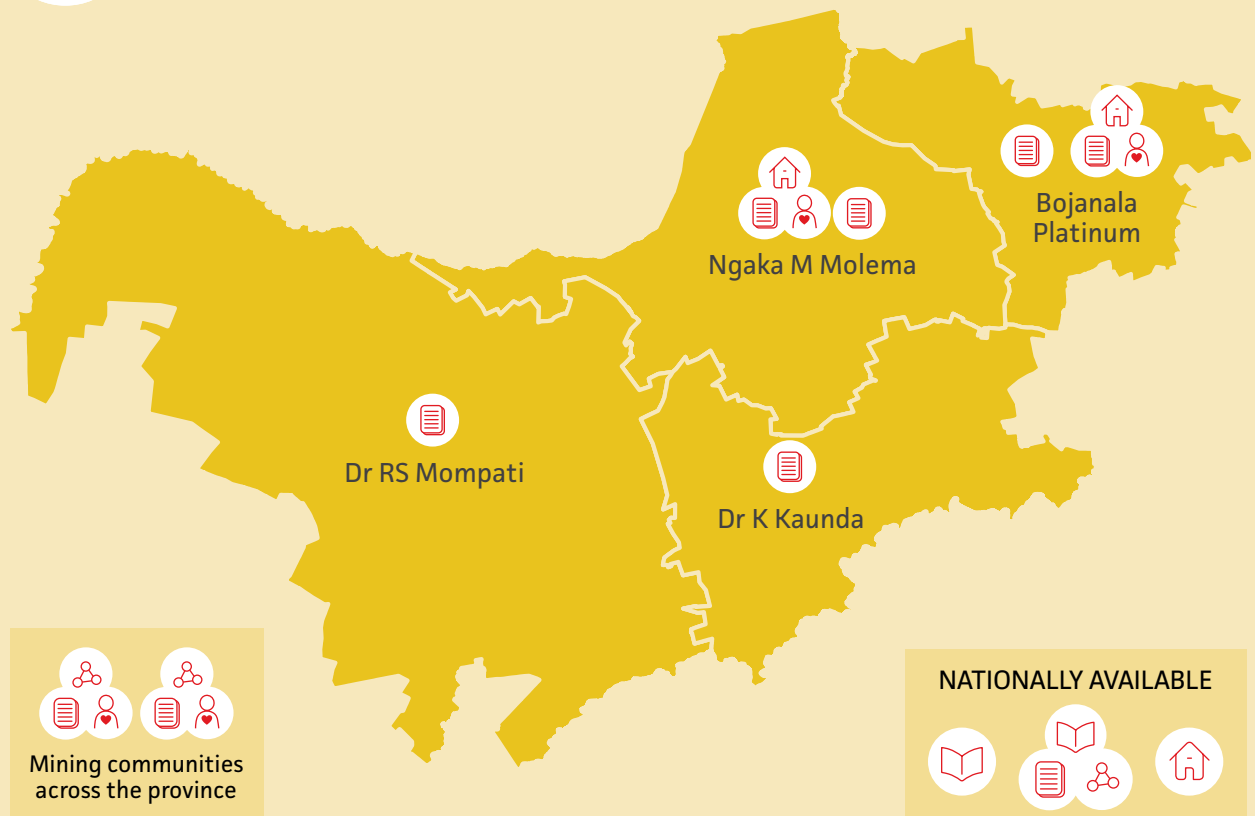 Bojanala
Platinum
Ngaka M Molema
Dr RS Mompati
Dr K Kaunda
Mining communities
across the province
NATIONALLY AVAILABLE